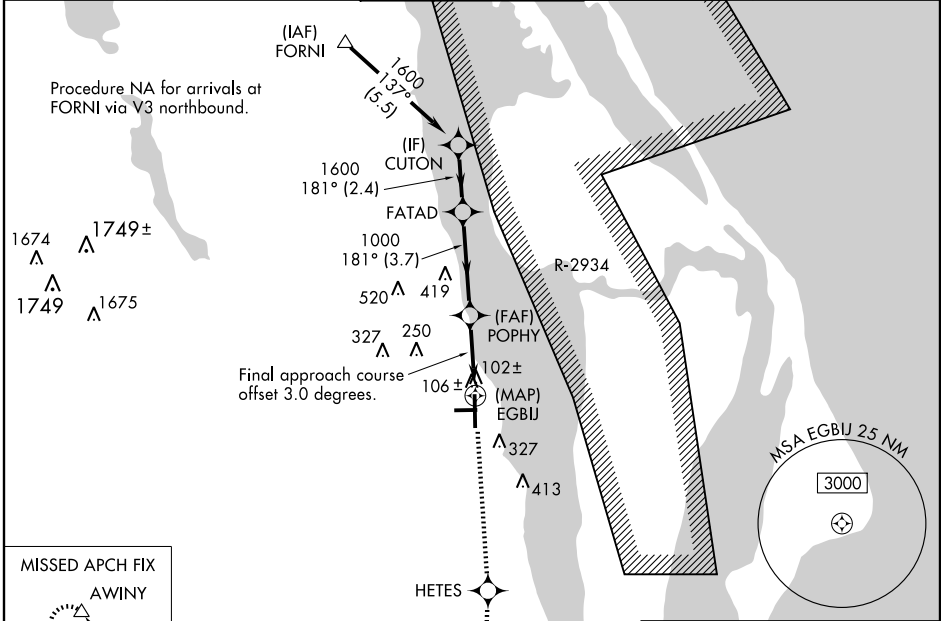 (IAF)
FORNI
Procedure NA for arrivals at
FORNI via V3 northbound.
1600
137°
(5.5)
(IF)
CUTON
1600
181° (2.4)
FATAD
1674
1749±
1749
1675
1000
181° (3.7)
520
419
R-2934
(FAF)
POPHY
327
250
Final approach course
offset 3.0 degrees.
102±
106±
(MAP)
EGBIJ
327
413
MSA EGBIJ 25 NM
3000
MISSED APCH FIX
AWINY
HETES